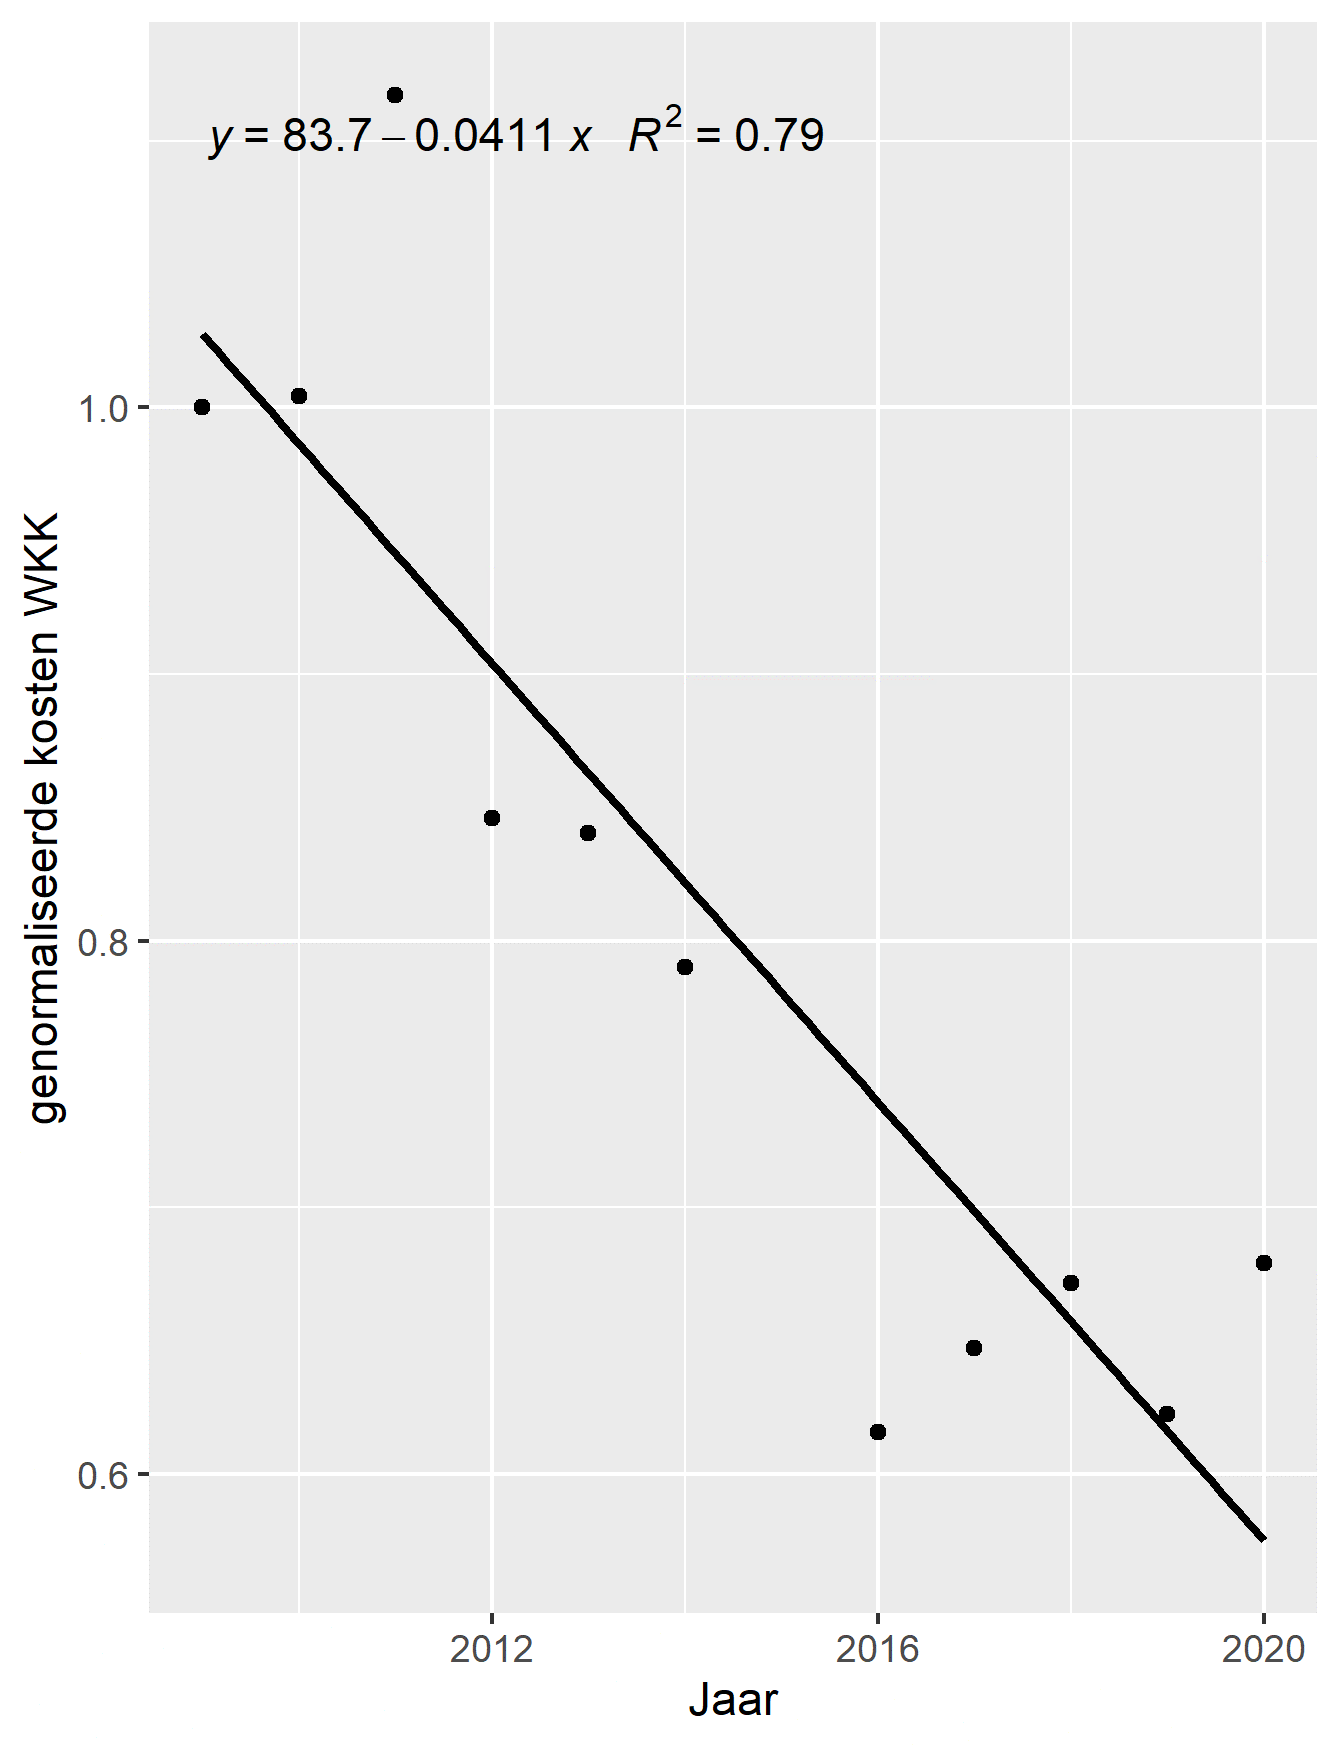 y = 83.7 − 0.0411 x R² = 0.79
1.0
0.8
0.6
genormaliseerde kosten WKK
2012 2016 2020
Jaar